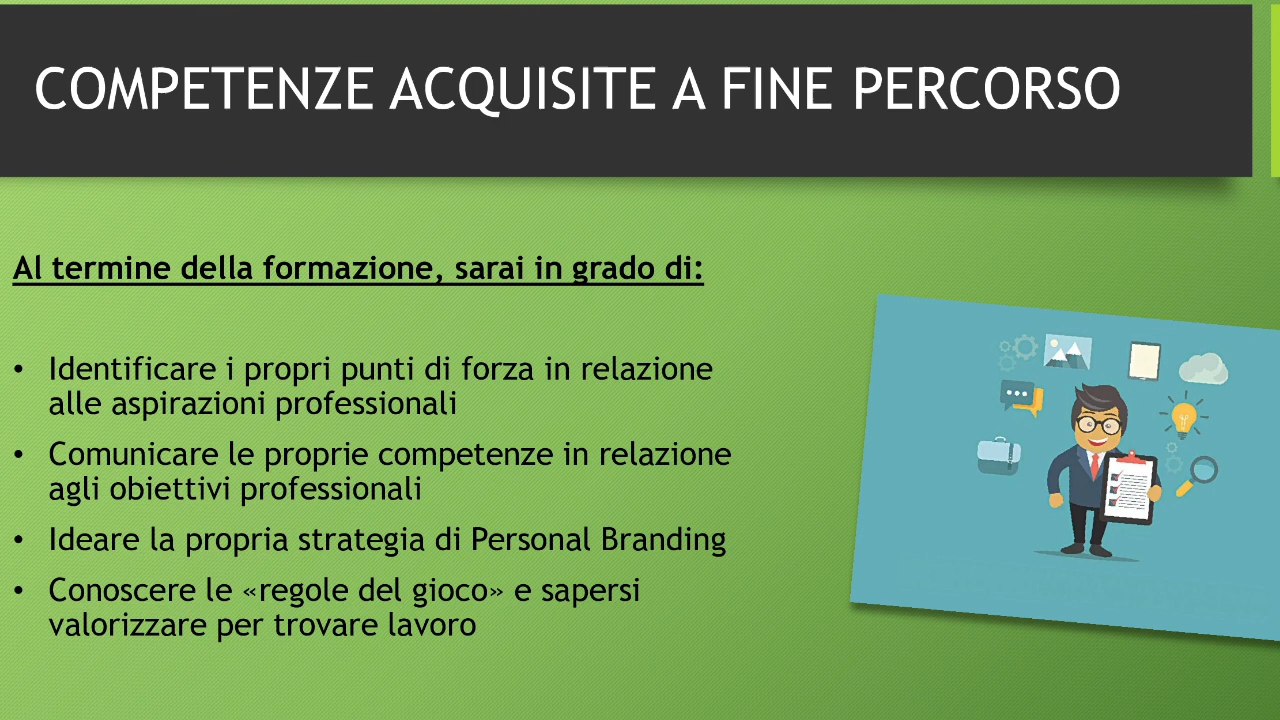 COMPETENZE ACQUISITE A FINE PERCORSO
Al termine della formazione, sarai in grado di:
• Identificare i propri punti di forza in relazione
alle aspirazioni professionali
• Comunicare le proprie competenze in relazione
agli obiettivi professionali
• Ideare la propria strategia di Personal Branding
• Conoscere le «regole del gioco» e sapersi
valorizzare per trovare lavoro